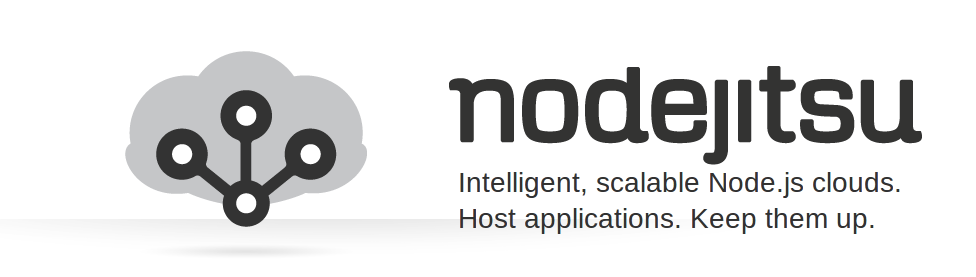 nodejitsu
Intelligent, scalable Node.js clouds.
Host applications. Keep them up.